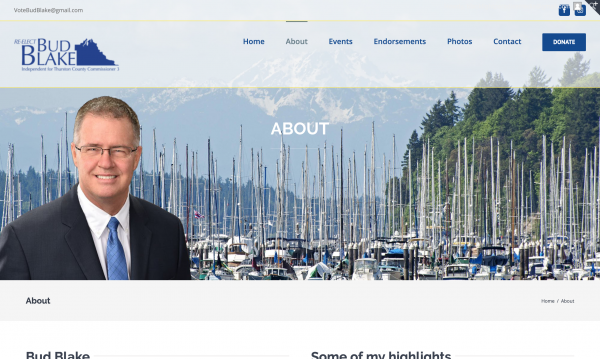 VoteBudBlake@gmail.com
RE-ELECT BUD
BLAKE
Independent for Thurston County Commissioner 3
Home About Events Endorsements Photos Contact DONATE
ABOUT
About
Home / About
Bud Blake
Some of my highlights